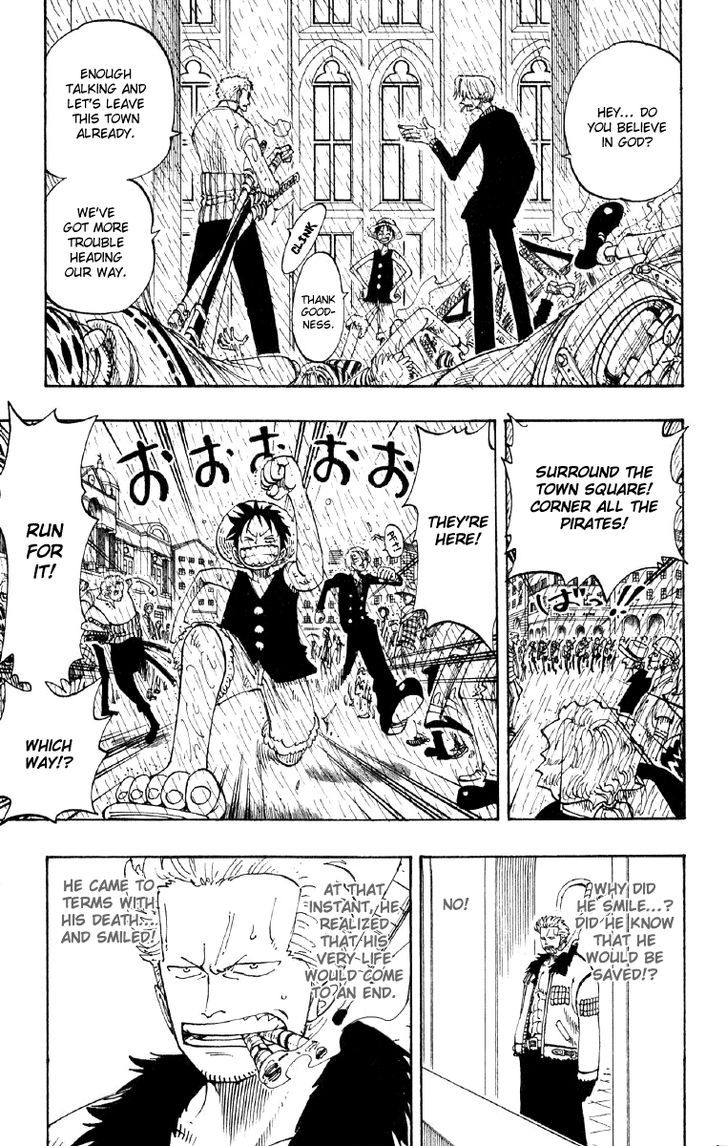 HEY... DO
YOU BELIEVE
IN GOD?
ENOUGH
TALKING AND
LET'S LEAVE
THIS TOWN
ALREADY.
WE'VE
GOT MORE
TROUBLE
HEADING
OUR WAY.
CLINK
THANK
GOOD-
NESS.
SURROUND THE
TOWN SQUARE!
CORNER ALL THE
PIRATES!
ばっ!!
THEY'RE
HERE!
おおおお
RUN
FOR
IT!
WHICH
WAY!?
WHY DID
HE SMILE...?
DID HE KNOW
THAT HE
WOULD BE
SAVED!?
NO!
AT THAT
INSTANT, HE
REALIZED
THAT HIS
VERY LIFE
WOULD COME
TO AN END.
HE CAME TO
TERMS WITH
HIS DEATH...
...AND SMILED!